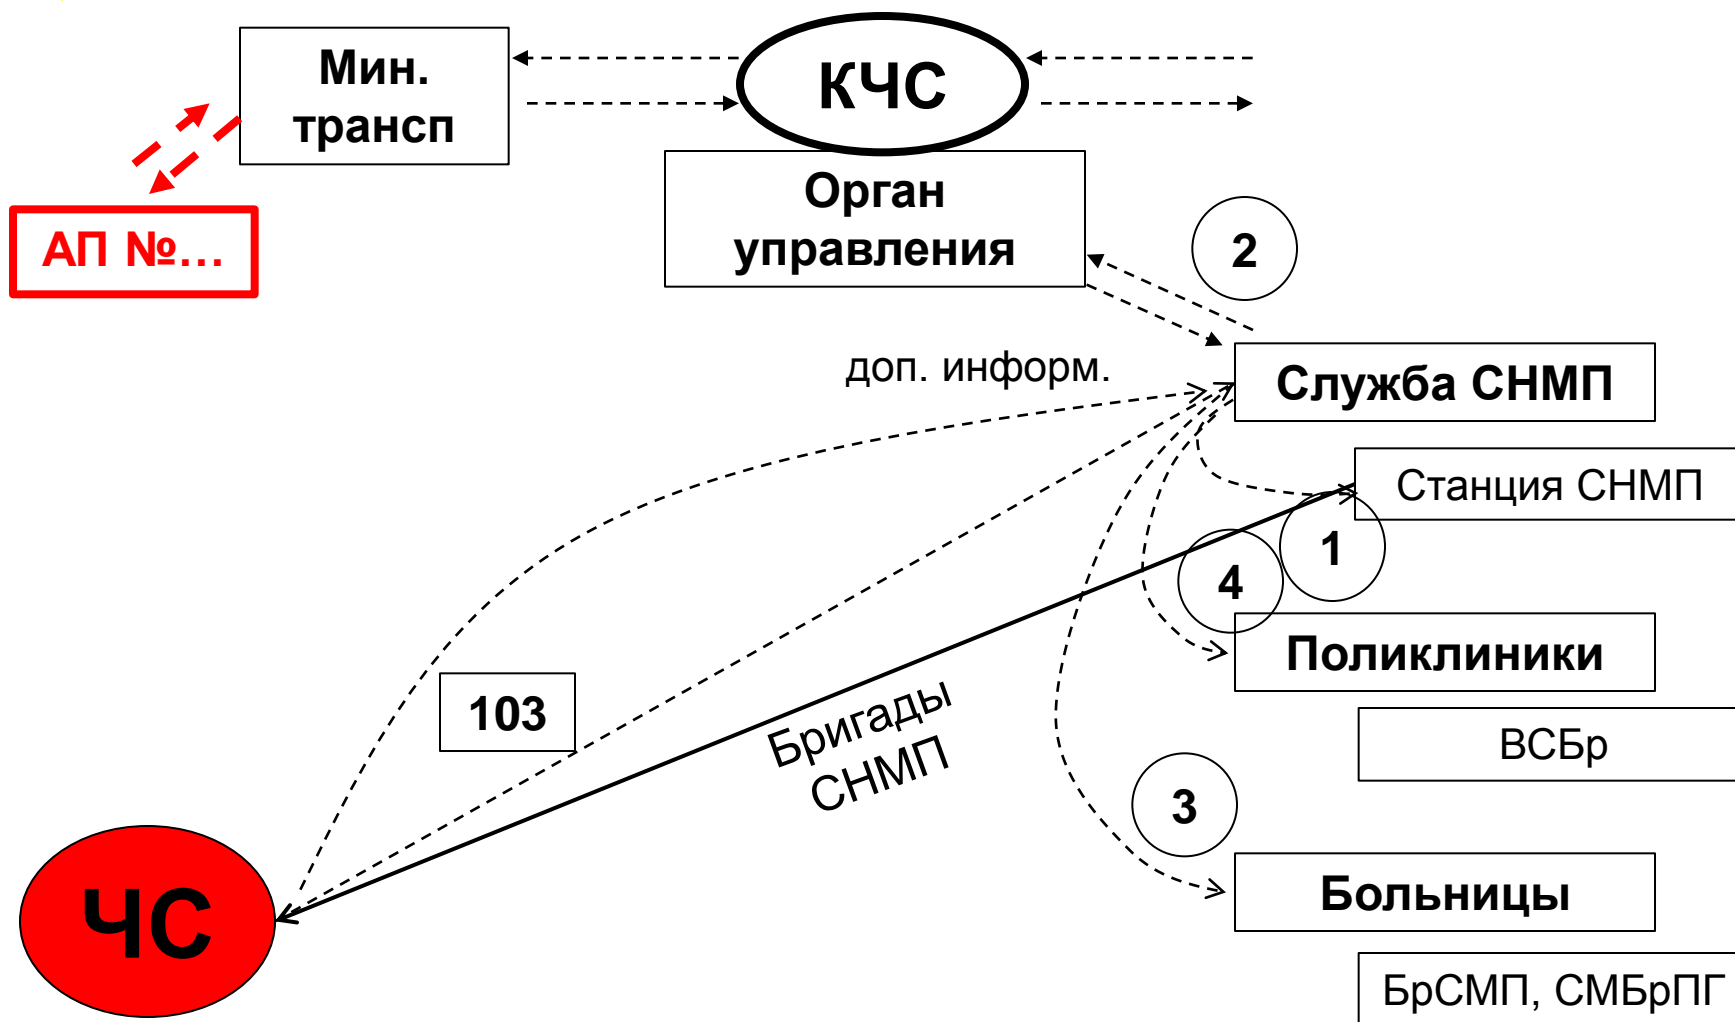 Мин.
трансп
КЧС
Орган
управления
АП №...
2
доп. информ.
Служба СНМП
Станция СНМП
1
4
Поликлиники
103
Бригады
СНМП
ВСБр
3
ЧС
Больницы
БрСМП, СМБрПГ